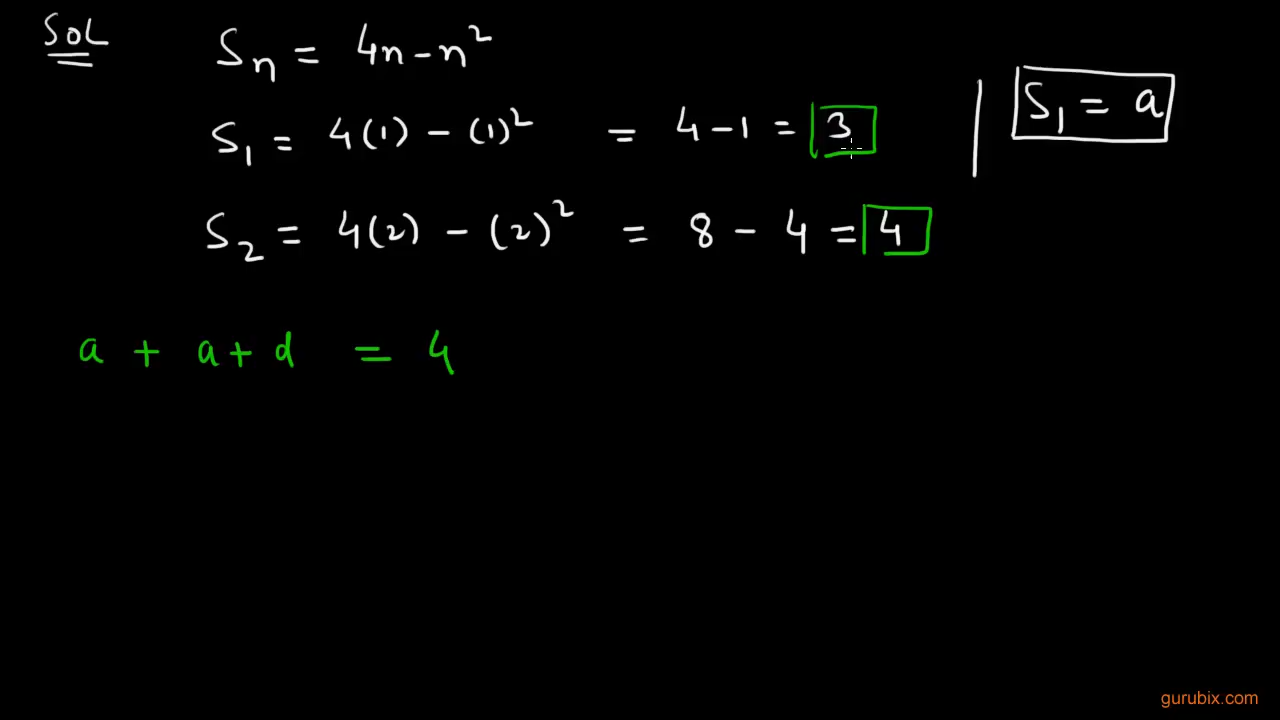 SOL
Sₙ = 4n - n²
S₁ = 4(1) - (1)² = 4 - 1 = 3
S₁ = a
S₂ = 4(2) - (2)² = 8 - 4 = 4
a + a + d = 4
gurubix.com